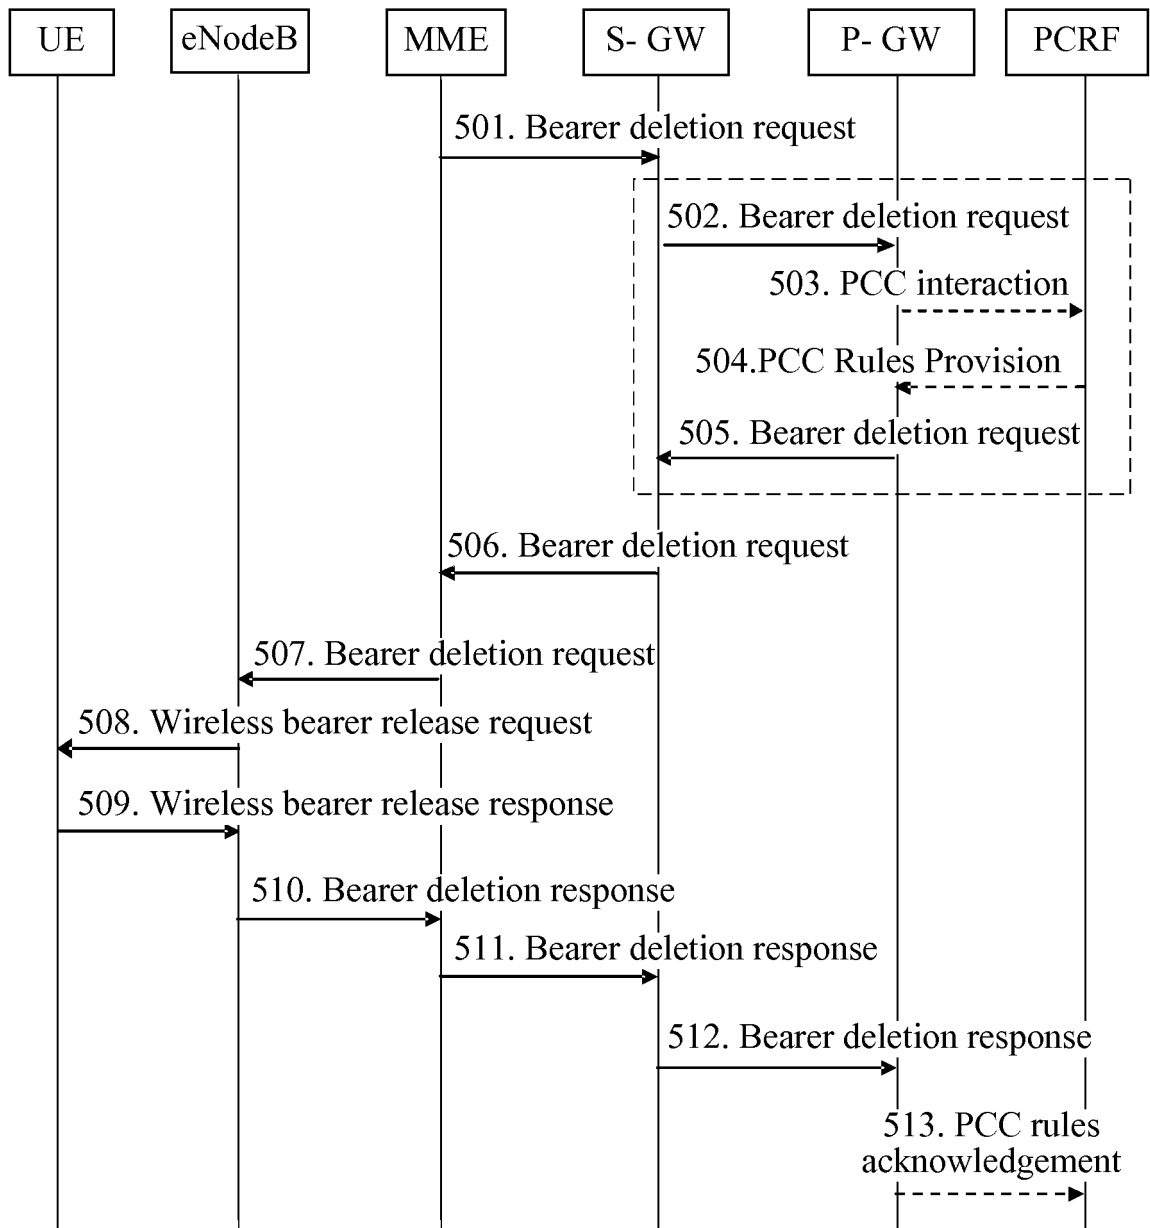 UE
eNodeB
MME
S- GW
P- GW
PCRF
501. Bearer deletion request
502. Bearer deletion request
503. PCC interaction
504.PCC Rules Provision
505. Bearer deletion request
506. Bearer deletion request
507. Bearer deletion request
508. Wireless bearer release request
509. Wireless bearer release response
510. Bearer deletion response
511. Bearer deletion response
512. Bearer deletion response
513. PCC rules
acknowledgement